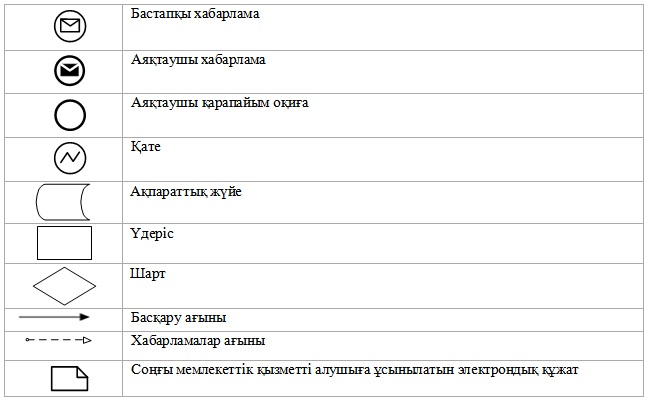 Бастапқы хабарлама
Аяқтаушы хабарлама
Аяқтаушы қарапайым оқиға
Қате
Ақпараттық жүйе
Үдеріс
Шарт
Басқару ағыны
Хабарламалар ағыны
Соңғы мемлекеттік қызметті алушыға ұсынылатын электрондық құжат